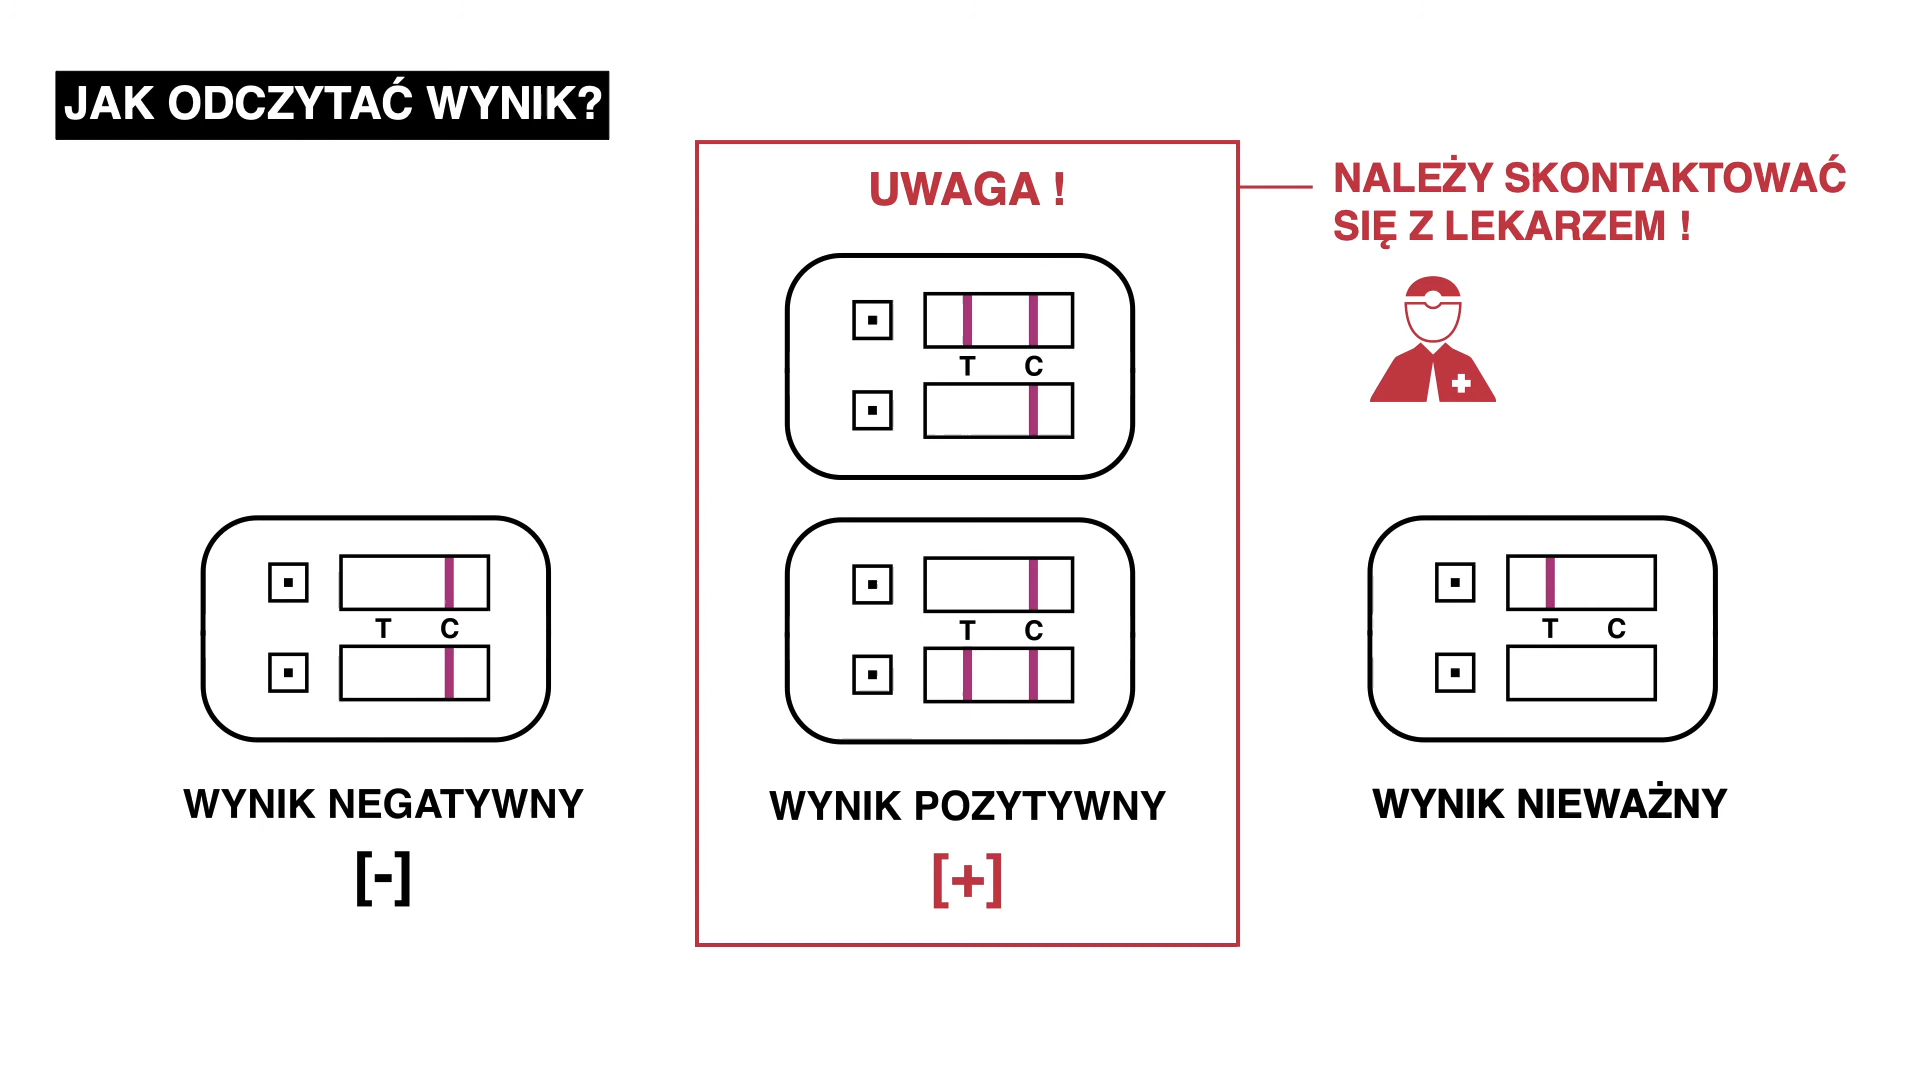 JAK ODCZYTAĆ WYNIK?
UWAGA !
NALEŻY SKONTAKTOWAĆ
SIĘ Z LEKARZEM !
T C
T C
T C
T C
WYNIK NEGATYWNY
[-]
WYNIK POZYTYWNY
[+]
WYNIK NIEWAŻNY